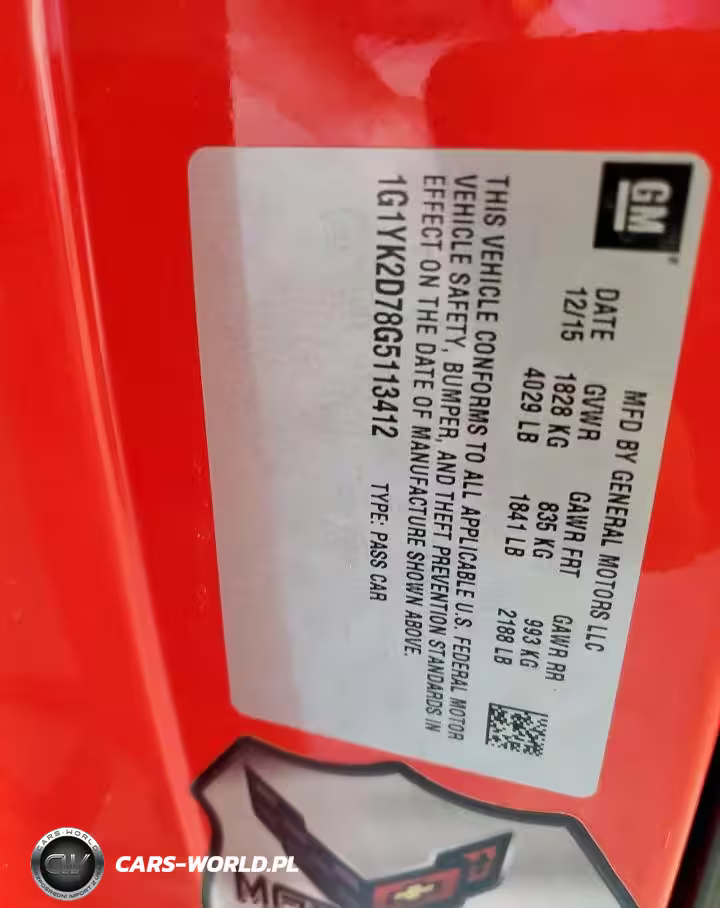 GM
MFD BY GENERAL MOTORS LLC
DATE GVWR GAWR FRT GAWR RR
12/15 1828 KG 835 KG 993 KG
4029 LB 1841 LB 2188 LB
THIS VEHICLE CONFORMS TO ALL APPLICABLE U.S. FEDERAL MOTOR
VEHICLE SAFETY, BUMPER, AND THEFT PREVENTION STANDARDS IN
EFFECT ON THE DATE OF MANUFACTURE SHOWN ABOVE.
1G1YK2D78G5113412 TYPE: PASS CAR
CARS-WORLD
CW
CARS-WORLD.PL